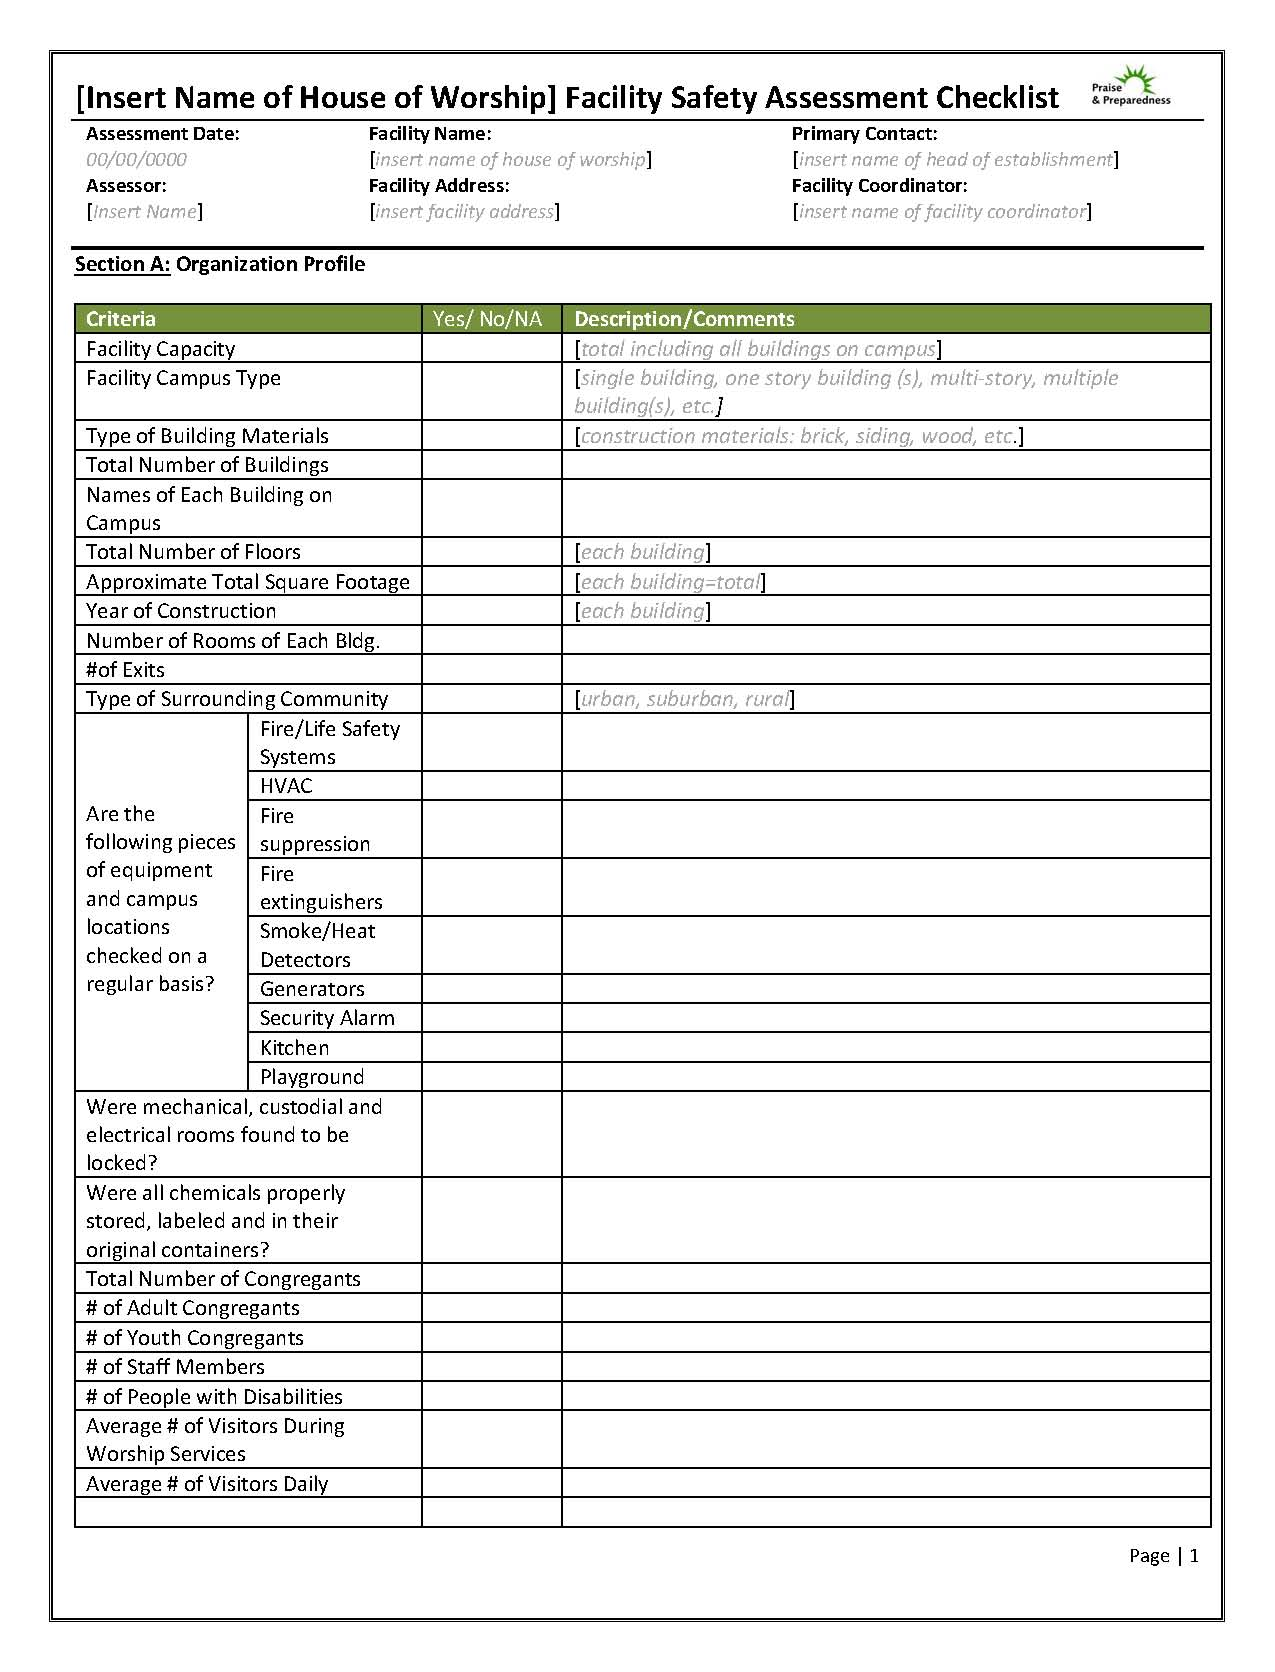 [Insert Name of House of Worship] Facility Safety Assessment Checklist
Praise
& Preparedness
Assessment Date: Facility Name: Primary Contact:
00/00/0000 [insert name of house of worship] [insert name of head of establishment]
Assessor: Facility Address: Facility Coordinator:
[Insert Name] [insert facility address] [insert name of facility coordinator]
Section A: Organization Profile
Criteria Yes/ No/NA Description/Comments
Facility Capacity [total including all buildings on campus]
Facility Campus Type [single building, one story building (s), multi-story, multiple
building(s), etc.]
Type of Building Materials [construction materials: brick, siding, wood, etc.]
Total Number of Buildings
Names of Each Building on
Campus
Total Number of Floors [each building]
Approximate Total Square Footage [each building=total]
Year of Construction [each building]
Number of Rooms of Each Bldg.
#of Exits
Type of Surrounding Community [urban, suburban, rural]
Are the
following pieces
of equipment
and campus
locations
checked on a
regular basis?
Fire/Life Safety
Systems
HVAC
Fire
suppression
Fire
extinguishers
Smoke/Heat
Detectors
Generators
Security Alarm
Kitchen
Playground
Were mechanical, custodial and
electrical rooms found to be
locked?
Were all chemicals properly
stored, labeled and in their
original containers?
Total Number of Congregants
# of Adult Congregants
# of Youth Congregants
# of Staff Members
# of People with Disabilities
Average # of Visitors During
Worship Services
Average # of Visitors Daily
Page | 1